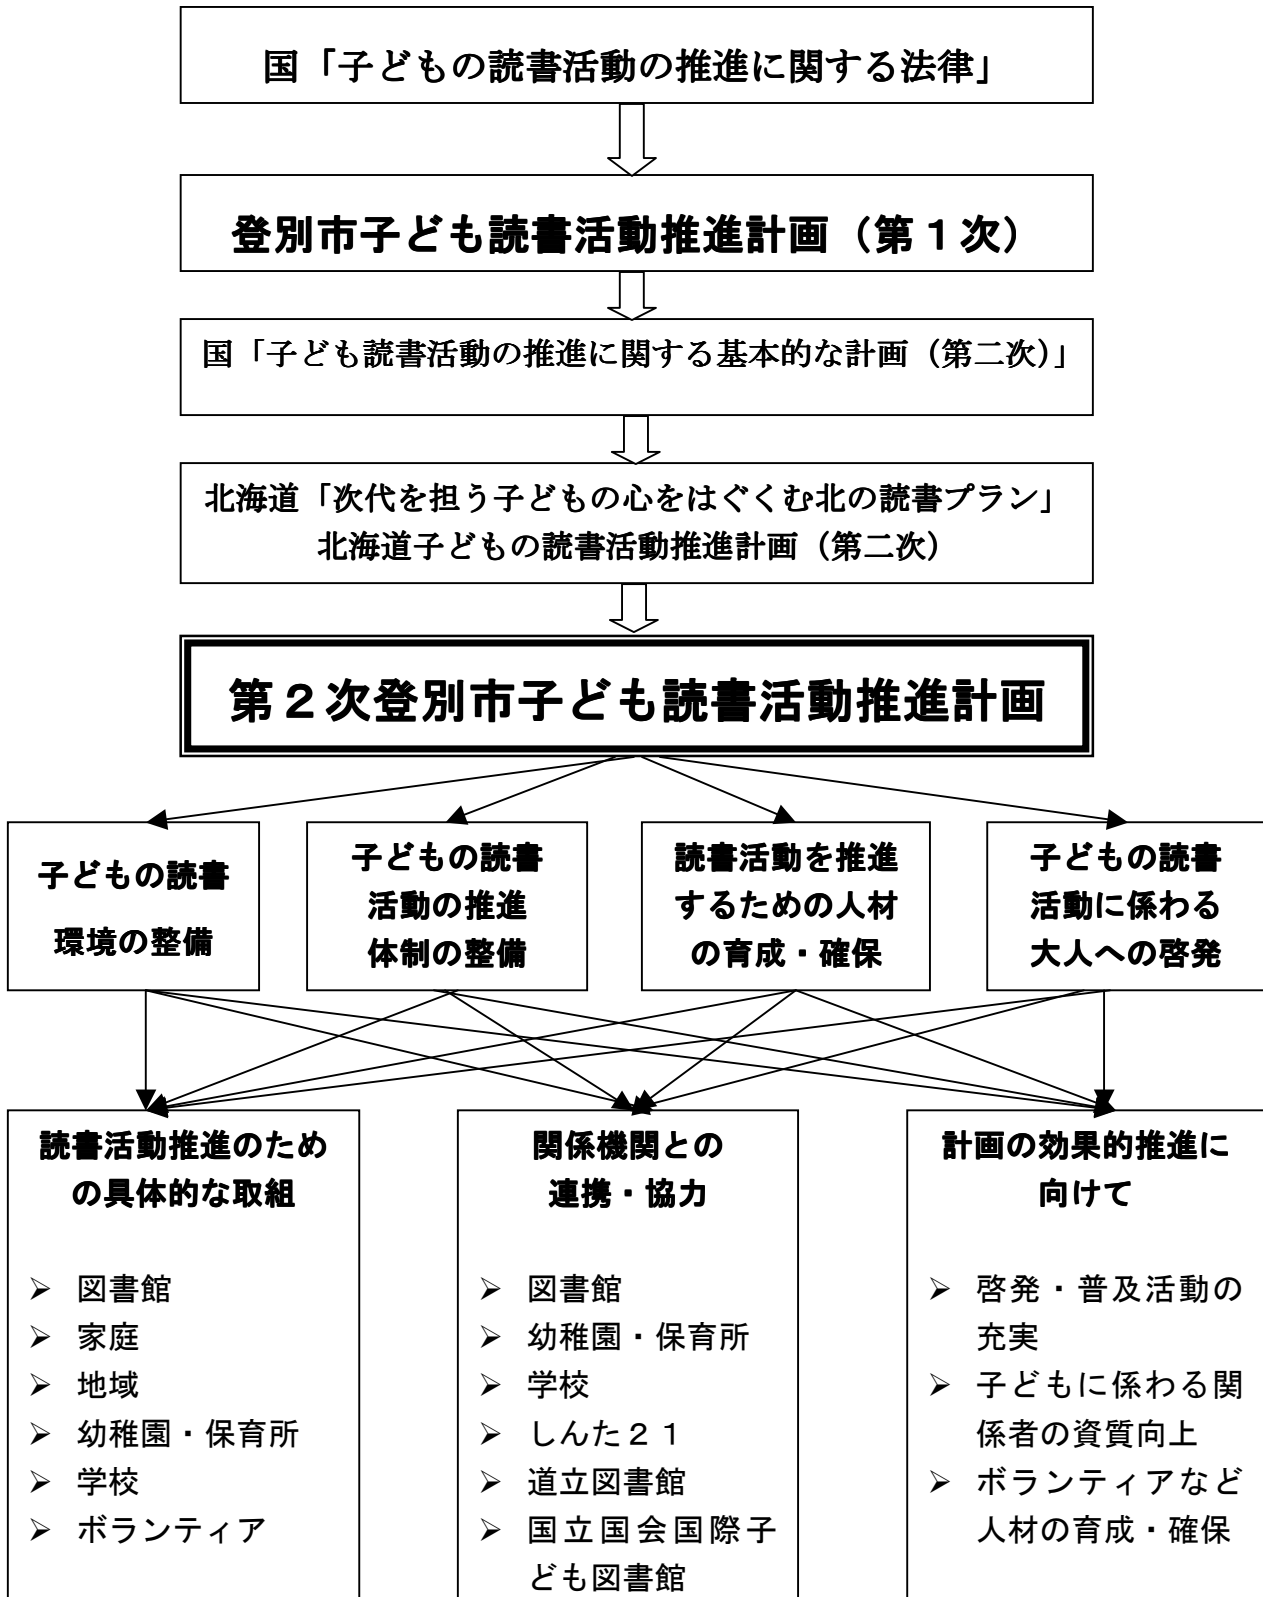 国「子どもの読書活動の推進に関する法律」
登別市子ども読書活動推進計画（第１次）
国「子ども読書活動の推進に関する基本的な計画（第二次）」
北海道「次代を担う子どもの心をはぐくむ北の読書プラン」
北海道子どもの読書活動推進計画（第二次）
第２次登別市子ども読書活動推進計画
子どもの読書
環境の整備
子どもの読書
活動の推進
体制の整備
読書活動を推進
するための人材
の育成・確保
子どもの読書
活動に係わる
大人への啓発
読書活動推進のため
の具体的な取組
➢ 図書館
➢ 家庭
➢ 地域
➢ 幼稚園・保育所
➢ 学校
➢ ボランティア
関係機関との
連携・協力
➢ 図書館
➢ 幼稚園・保育所
➢ 学校
➢ しんた２１
➢ 道立図書館
➢ 国立国会国際子
ども図書館
計画の効果的推進に
向けて
➢ 啓発・普及活動の
充実
➢ 子どもに係わる関
係者の資質向上
➢ ボランティアなど
人材の育成・確保